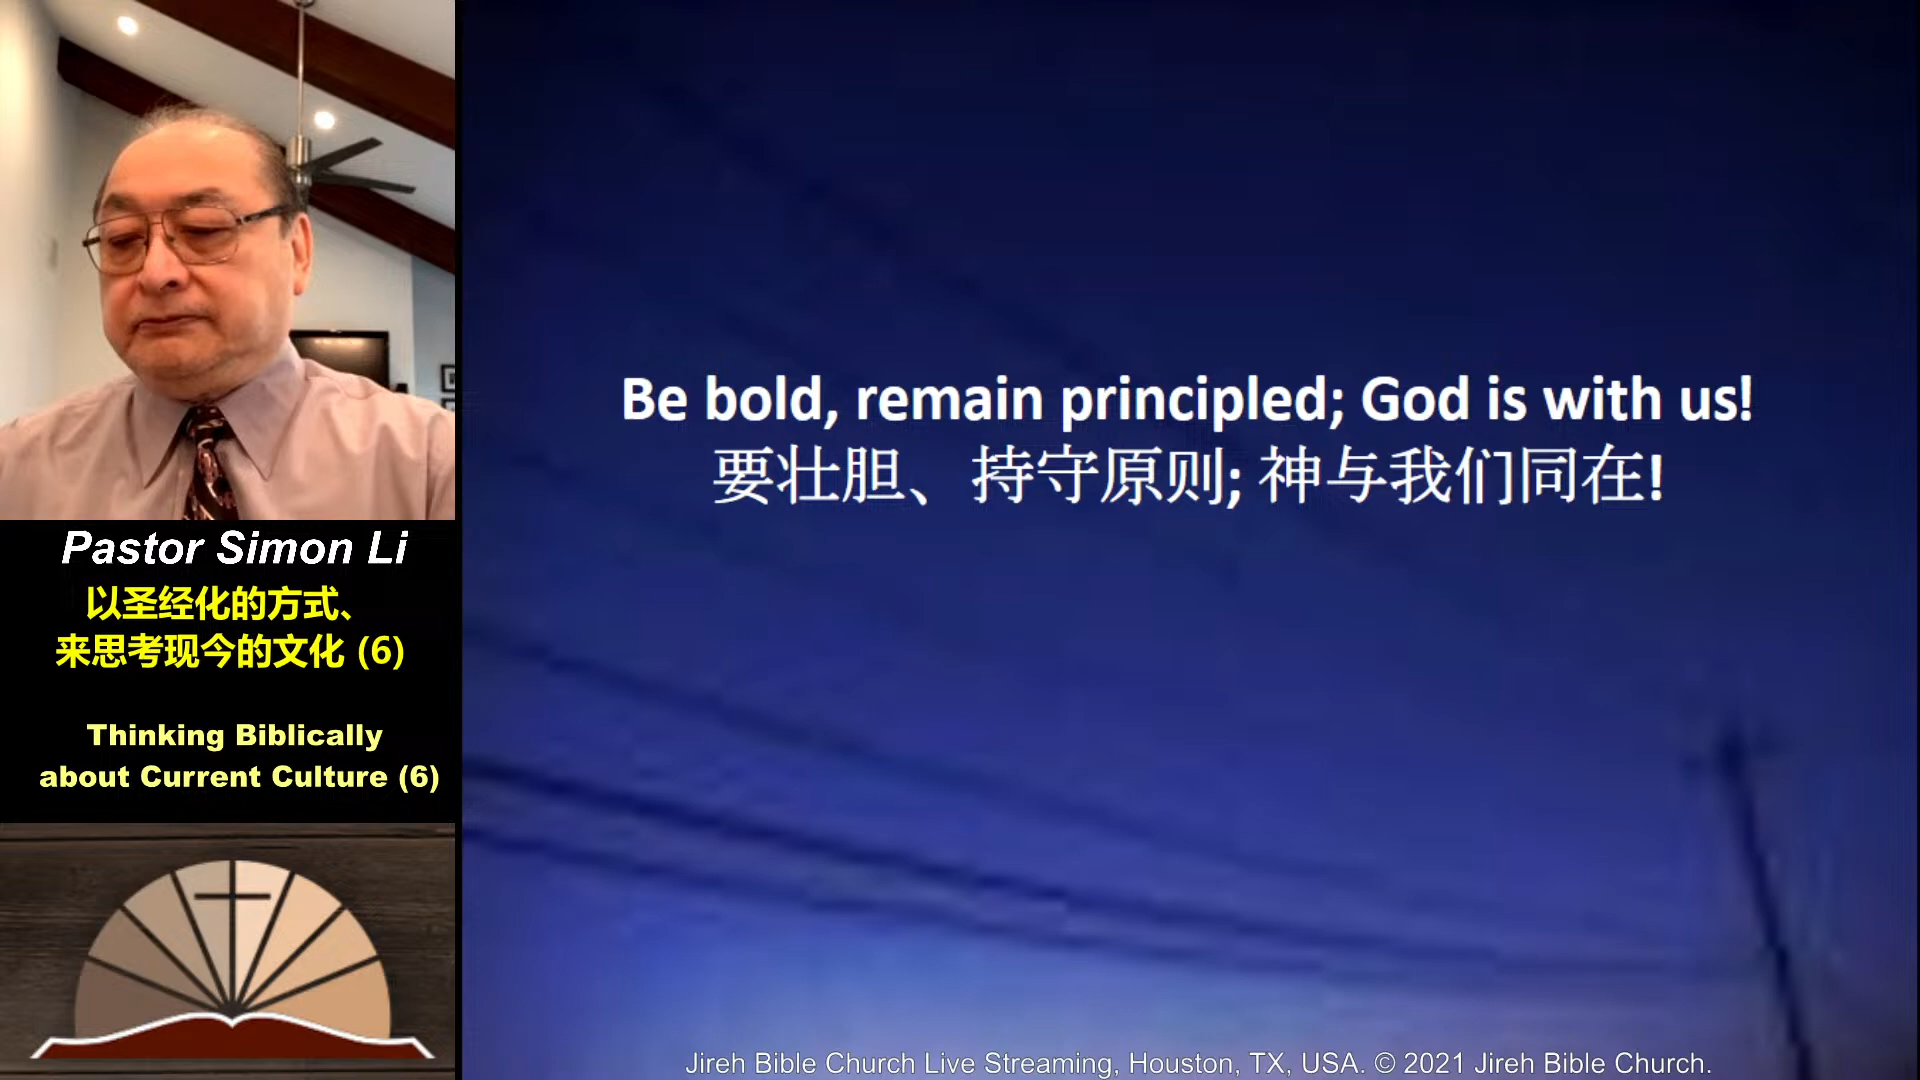 Be bold, remain principled; God is with us!
要壮胆、持守原则; 神与我们同在!
Pastor Simon Li
以圣经化的方式、
来思考现今的文化 (6)
Thinking Biblically
about Current Culture (6)
Jireh Bible Church Live Streaming, Houston, TX, USA. © 2021 Jireh Bible Church.